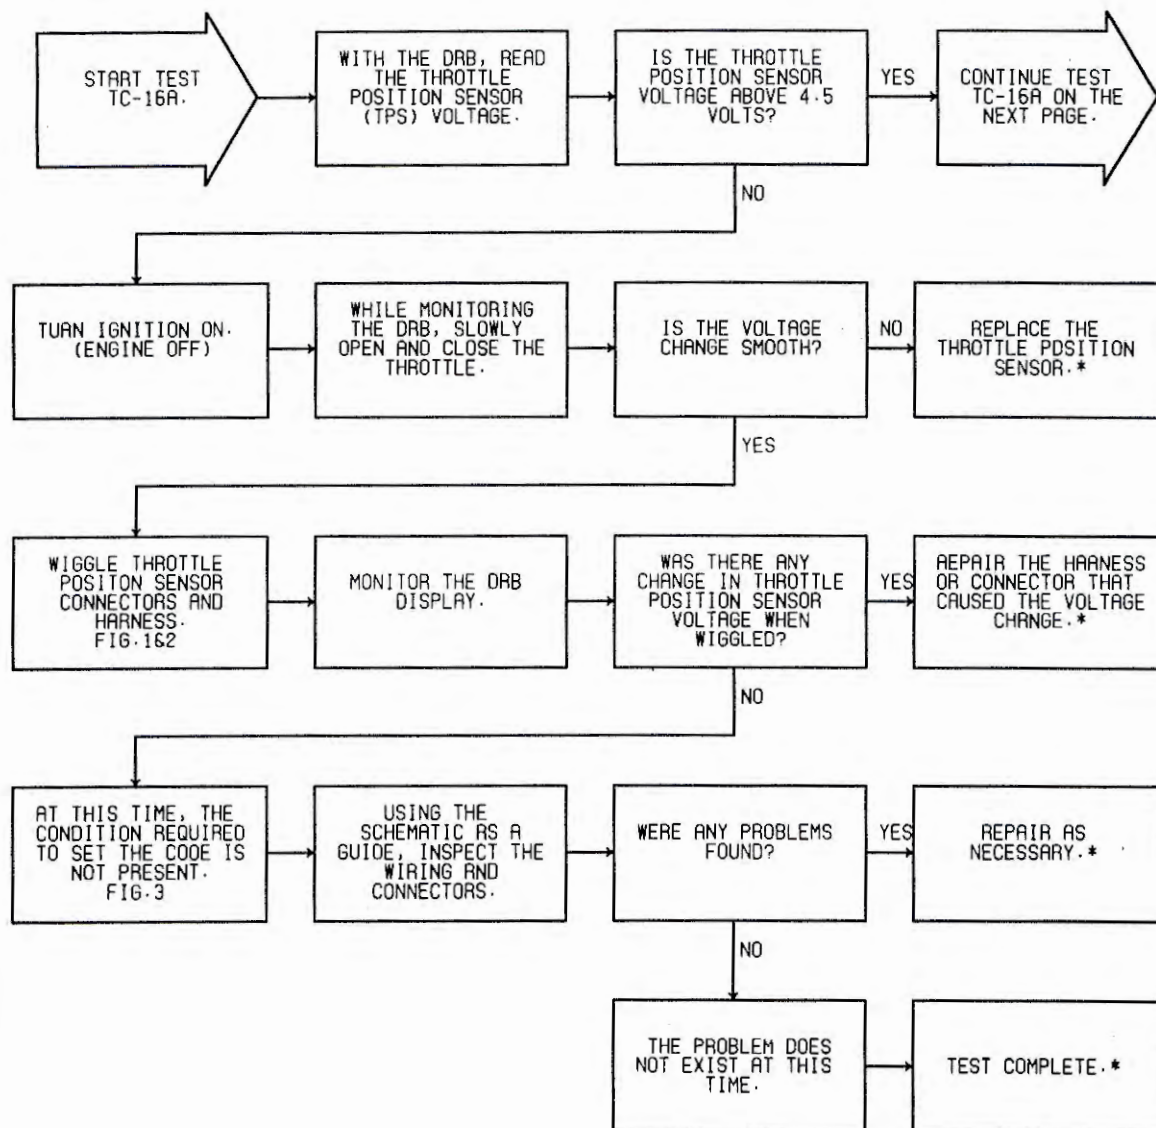 START TEST
TC-16A.
WITH THE DRB, READ
THE THROTTLE
POSITION SENSOR
(TPS) VOLTAGE.
IS THE THROTTLE
POSITION SENSOR
VOLTAGE ABOVE 4.5
VOLTS?
YES
CONTINUE TEST
TC-16A ON THE
NEXT PAGE.
NO
TURN IGNITION ON.
(ENGINE OFF)
WHILE MONITORING
THE DRB, SLOWLY
OPEN AND CLOSE THE
THROTTLE.
IS THE VOLTAGE
CHANGE SMOOTH?
NO
REPLACE THE
THROTTLE PDSITION
SENSOR.*
YES
WIGGLE THROTTLE
POSITON SENSOR
CONNECTORS AND
HARNESS.
FIG.1&2
MONITOR THE DRB
DISPLAY.
WAS THERE ANY
CHANGE IN THROTTLE
POSITION SENSOR
VOLTAGE WHEN
WIGGLED?
YES
AEPAIR THE HARNESS
OR CONNECTOR THAT
CAUSED THE VOLTAGE
CHANGE.*
NO
AT THIS TIME, THE
CONDITION REQUIRED
TO SET THE COOE IS
NOT PRESENT.
FIG.3
USING THE
SCHEMATIC AS A
GUIDE, INSPECT THE
WIRING RND
CONNECTORS.
WERE ANY PROBLEMS
FOUND?
YES
REPAIR AS
NECESSARY.*
NO
THE PROBLEM DOES
NOT EXIST AT THIS
TIME.
TEST COMPLETE.*